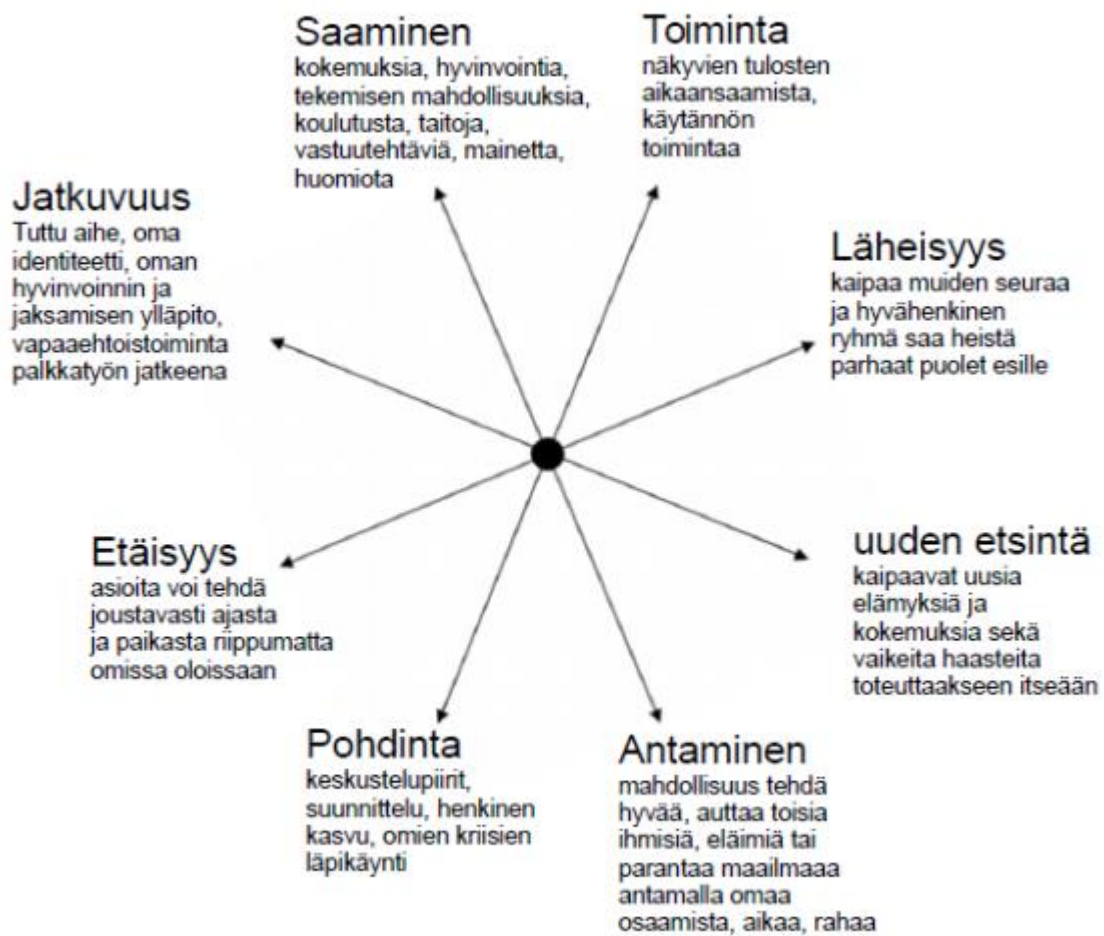 Saaminen
kokemuksia, hyvinvointia,
tekemisen mahdollisuuksia,
koulutusta, taitoja,
vastuutehtäviä, mainetta,
huomiota
Toiminta
näkyvien tulosten
aikaansaamista,
käytännön
toimintaa
Jatkuvuus
Tuttu aihe, oma
identiteetti, oman
hyvinvoinnin ja
jaksamisen ylläpito,
vapaaehtoistoiminta
palkkatyön jatkeena
Läheisyys
kaipaa muiden seuraa
ja hyvähenkinen
ryhmä saa heistä
parhaat puolet esille
Etäisyys
asioita voi tehdä
joustavasti ajasta
ja paikasta riippumatta
omissa oloissaan
uuden etsintä
kaipaavat uusia
elämyksiä ja
kokemuksia sekä
vaikeita haasteita
toteuttaakseen itseään
Pohdinta
keskustelupiirit,
suunnittelu, henkinen
kasvu, omien kriisien
läpikäynti
Antaminen
mahdollisuus tehdä
hyvää, auttaa toisia
ihmisiä, eläimiä tai
parantaa maailmaaa
antamalla omaa
osaamista, aikaa, rahaa